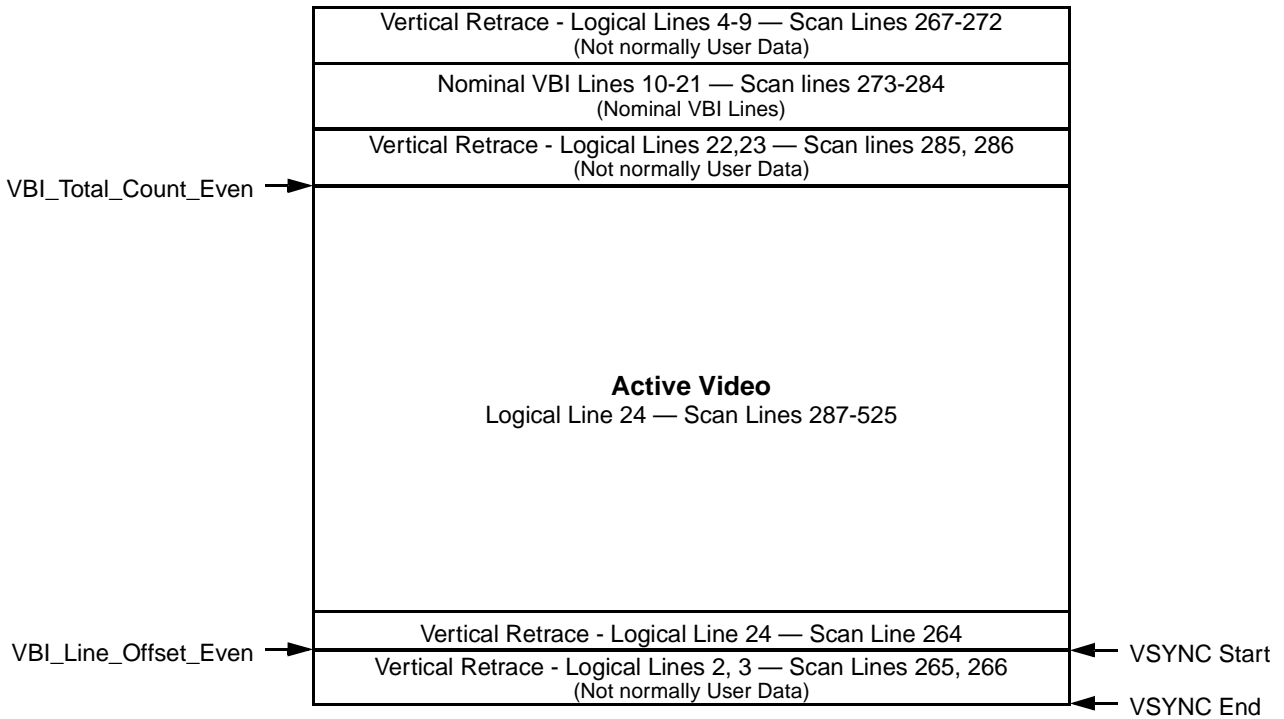 Vertical Retrace - Logical Lines 4-9 — Scan Lines 267-272
(Not normally User Data)
Nominal VBI Lines 10-21 — Scan lines 273-284
(Nominal VBI Lines)
Vertical Retrace - Logical Lines 22,23 — Scan lines 285, 286
(Not normally User Data)
VBI_Total_Count_Even
Active Video
Logical Line 24 — Scan Lines 287-525
Vertical Retrace - Logical Line 24 — Scan Line 264
VBI_Line_Offset_Even
VSYNC Start
Vertical Retrace - Logical Lines 2, 3 — Scan Lines 265, 266
(Not normally User Data)
VSYNC End